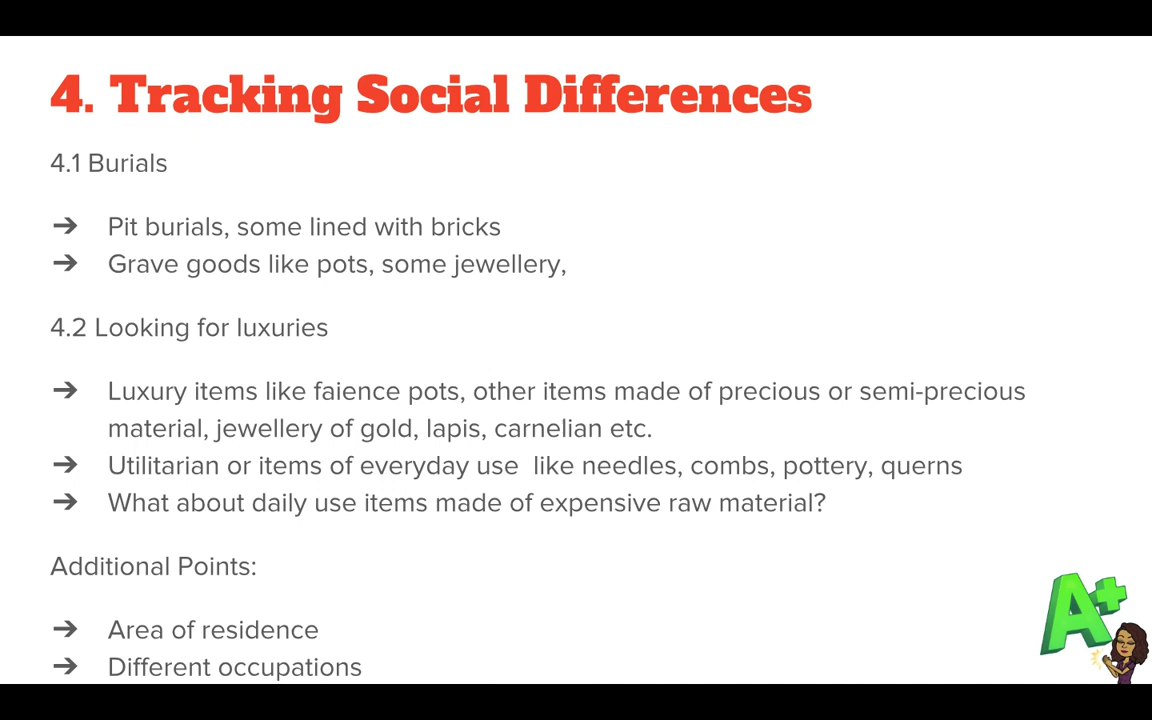 4. Tracking Social Differences
4.1 Burials
➔ Pit burials, some lined with bricks
➔ Grave goods like pots, some jewellery,
4.2 Looking for luxuries
➔ Luxury items like faience pots, other items made of precious or semi-precious
material, jewellery of gold, lapis, carnelian etc.
➔ Utilitarian or items of everyday use  like needles, combs, pottery, querns
➔ What about daily use items made of expensive raw material?
Additional Points:
➔ Area of residence
➔ Different occupations
A+